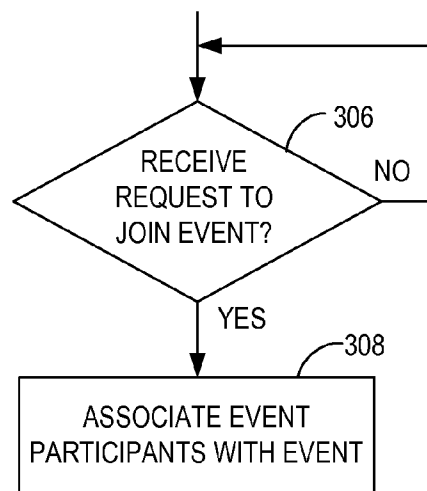 306
RECEIVE
REQUEST TO
JOIN EVENT?
NO
YES
308
ASSOCIATE EVENT
PARTICIPANTS WITH EVENT